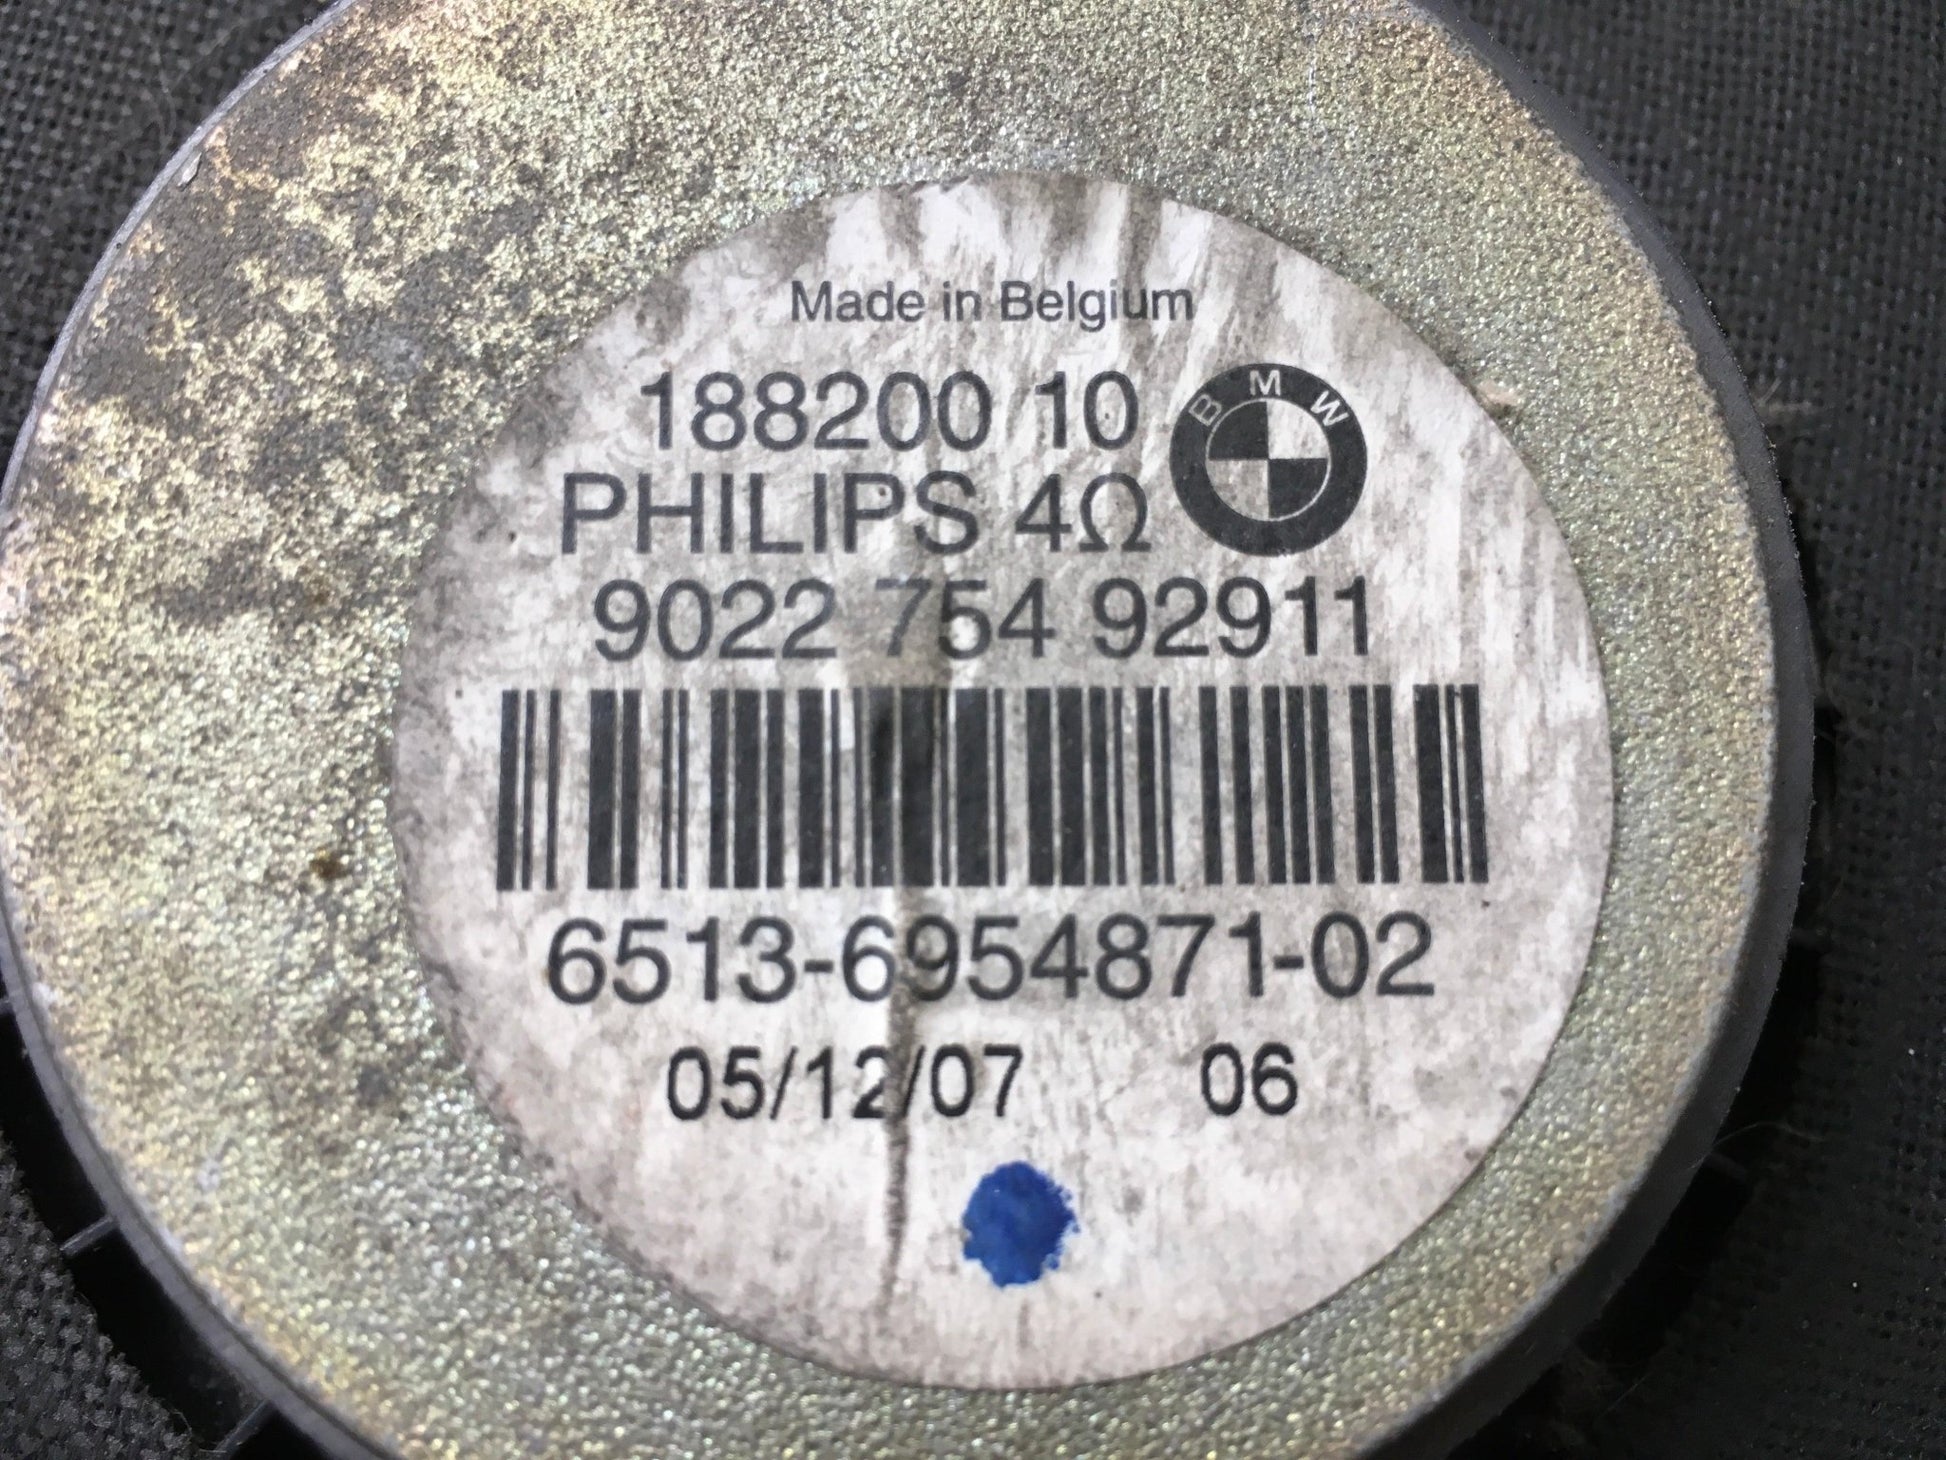 Made in Belgium
188200 10
BMW
PHILIPS 4Ω
9022 754 92911
6513-6954871-02
05/12/07 06